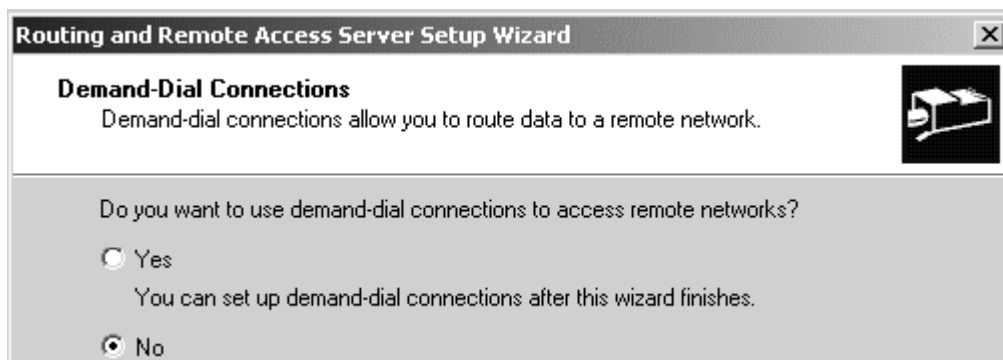 Routing and Remote Access Server Setup Wizard
Demand-Dial Connections
Demand-dial connections allow you to route data to a remote network.
Do you want to use demand-dial connections to access remote networks?
Yes
You can set up demand-dial connections after this wizard finishes.
No